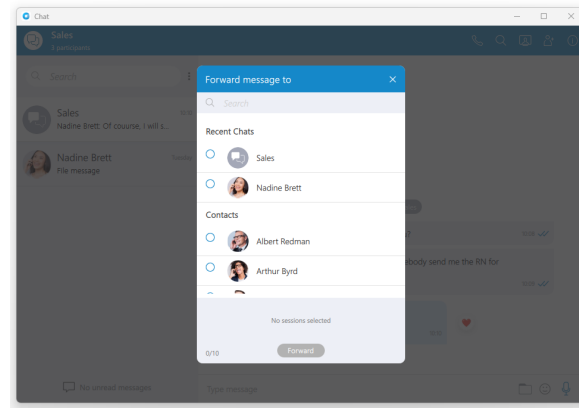 Chat
Sales
3 participants
Search
Sales
Nadine Brett: Of couurse, I will s...
Nadine Brett
File message
No unread messages
Forward message to
Search
Recent Chats
Sales
Nadine Brett
Contacts
Albert Redman
Arthur Byrd
No sessions selected
0/10
Forward
ebody send me the RN for
Type message